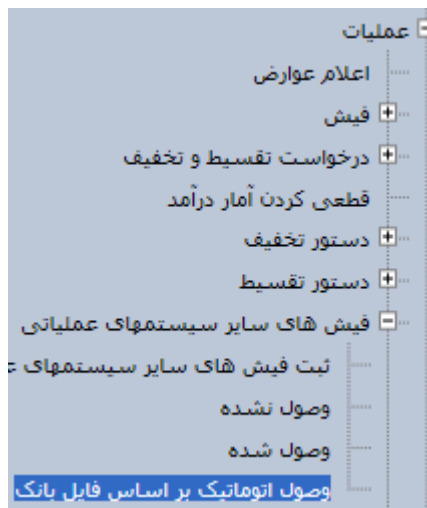 عملیات
اعلام عوارض
فیش
درخواست تقسیط و تخفیف
قطعی کردن آمار درآمد
دستور تخفیف
دستور تقسیط
فیش های سایر سیستمهای عملیاتی
ثبت فیش های سایر سیستمهای
وصول نشده
وصول شده
وصول اتوماتیک بر اساس فایل بانک